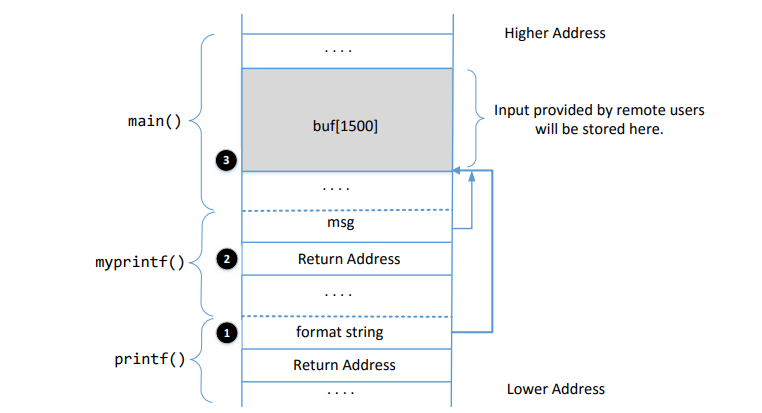 Higher Address
. . . .
main()
buf[1500]
Input provided by remote users
will be stored here.
3
. . . .
msg
myprintf()
2
Return Address
. . . .
1
format string
printf()
Return Address
. . . .
Lower Address